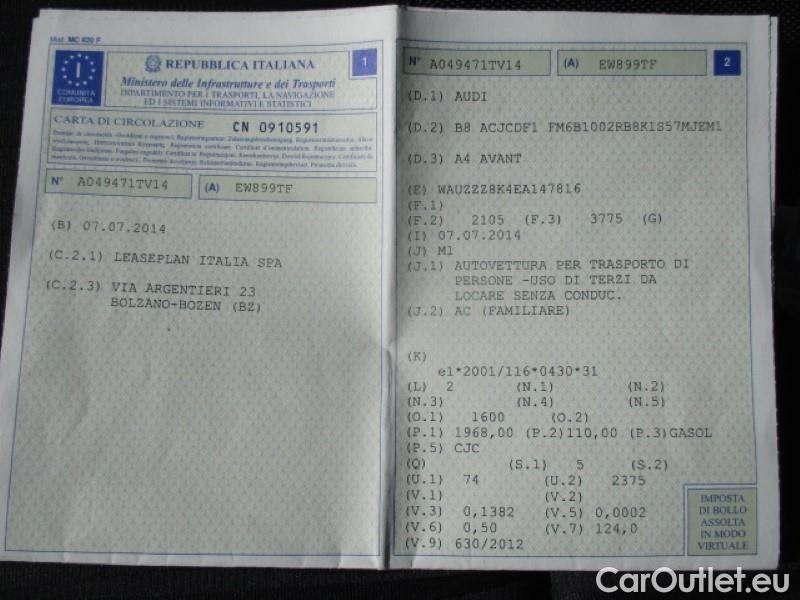 Mod. MC 820 F
I
COMUNITÀ
EUROPEA
REPUBBLICA ITALIANA
Ministero delle Infrastrutture e dei Trasporti
DIPARTIMENTO PER I TRASPORTI, LA NAVIGAZIONE
ED I SISTEMI INFORMATIVI E STATISTICI
1
CARTA DI CIRCOLAZIONE CN 0910591
N° A049471TV14 (A) EW899TF
(B) 07.07.2014
(C.2.1) LEASEPLAN ITALIA SPA
(C.2.3) VIA ARGENTIERI 23
BOLZANO-BOZEN (BZ)
N° A049471TV14 (A) EW899TF 2
(D.1) AUDI
(D.2) B8 ACJCDF1 FM6B1002RB8K1S57MJEM1
(D.3) A4 AVANT
(E) WAUZZZ8K4EA147816
(F.1)
(F.2) 2105 (F.3) 3775 (G)
(I) 07.07.2014
(J) M1
(J.1) AUTOVETTURA PER TRASPORTO DI
PERSONE -USO DI TERZI DA
LOCARE SENZA CONDUC.
(J.2) AC (FAMILIARE)
(K)
e1*2001/116*0430*31
(L) 2 (N.1) (N.2)
(N.3) (N.4) (N.5)
(O.1) 1600 (O.2)
(P.1) 1968,00 (P.2)110,00 (P.3)GASOL
(P.5) CJC
(Q) (S.1) 5 (S.2)
(U.1) 74 (U.2) 2375
(V.1) (V.2)
(V.3) 0,1382 (V.5) 0,0002
(V.6) 0,50 (V.7) 124,0
(V.9) 630/2012
IMPOSTA
DI BOLLO
ASSOLTA
IN MODO
VIRTUALE
CarOutlet.eu